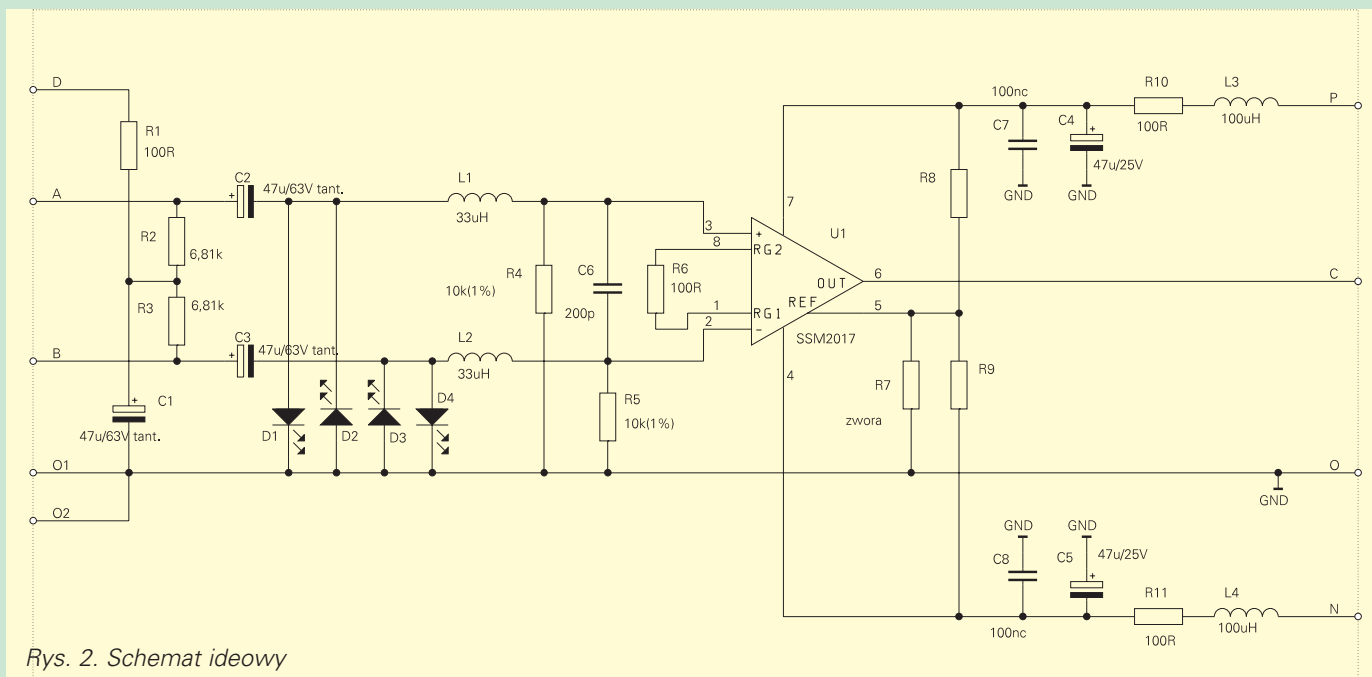 D
R1
100R
A
C2
47u/63V tant.
+
R2
6,81k
R3
6,81k
B
C3
47u/63V tant.
+
C1
+
47u/63V tant.
O1
O2
D1
D2
D3
D4
L1
33uH
L2
33uH
R4
10k(1%)
C6
200p
R5
10k(1%)
R6
100R
3
8
1
2
+
RG2
RG1
-
OUT
REF
U1
SSM2017
7
4
6
5
R7
zwora
R8
R9
100nc
C7
GND
C4
+
47u/25V
GND
R10
100R
L3
100uH
P
C
O
GND
GND
C8
100nc
GND
C5
47u/25V
+
R11
100R
L4
100uH
N
Rys. 2. Schemat ideowy